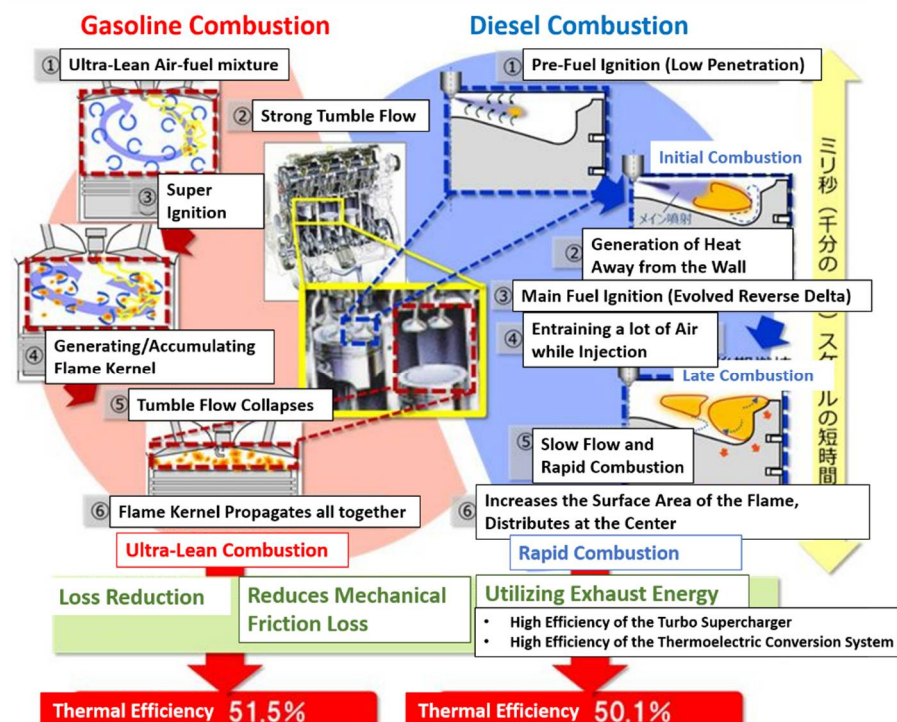 Gasoline Combustion
Diesel Combustion
① Ultra-Lean Air-fuel mixture
② Strong Tumble Flow
③ Super
Ignition
④ Generating/Accumulating
Flame Kernel
⑤ Tumble Flow Collapses
⑥ Flame Kernel Propagates all together
Ultra-Lean Combustion
① Pre-Fuel Ignition (Low Penetration)
Initial Combustion
メイン噴射
② Generation of Heat
Away from the Wall
③ Main Fuel Ignition (Evolved Reverse Delta)
④ Entraining a lot of Air
while Injection
Late Combustion
⑤ Slow Flow and
Rapid Combustion
⑥ Increases the Surface Area of the Flame,
Distributes at the Center
Rapid Combustion
ミリ秒(千分の
)スケ
ルの短時間
Loss Reduction
Reduces Mechanical
Friction Loss
Utilizing Exhaust Energy
• High Efficiency of the Turbo Supercharger
• High Efficiency of the Thermoelectric Conversion System
Thermal Efficiency 51.5%
Thermal Efficiency 50.1%